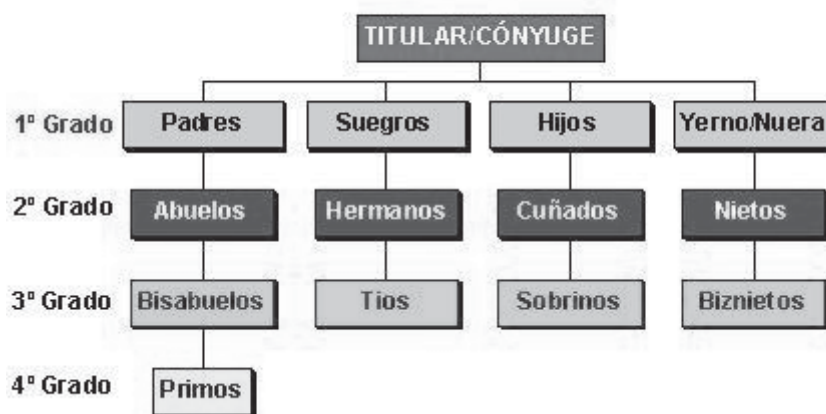 TITULAR/CÓNYUGE
1º Grado Padres Suegros Hijos Yerno/Nuera
2º Grado Abuelos Hermanos Cuñados Nietos
3º Grado Bisabuelos Tios Sobrinos Biznietos
4º Grado Primos